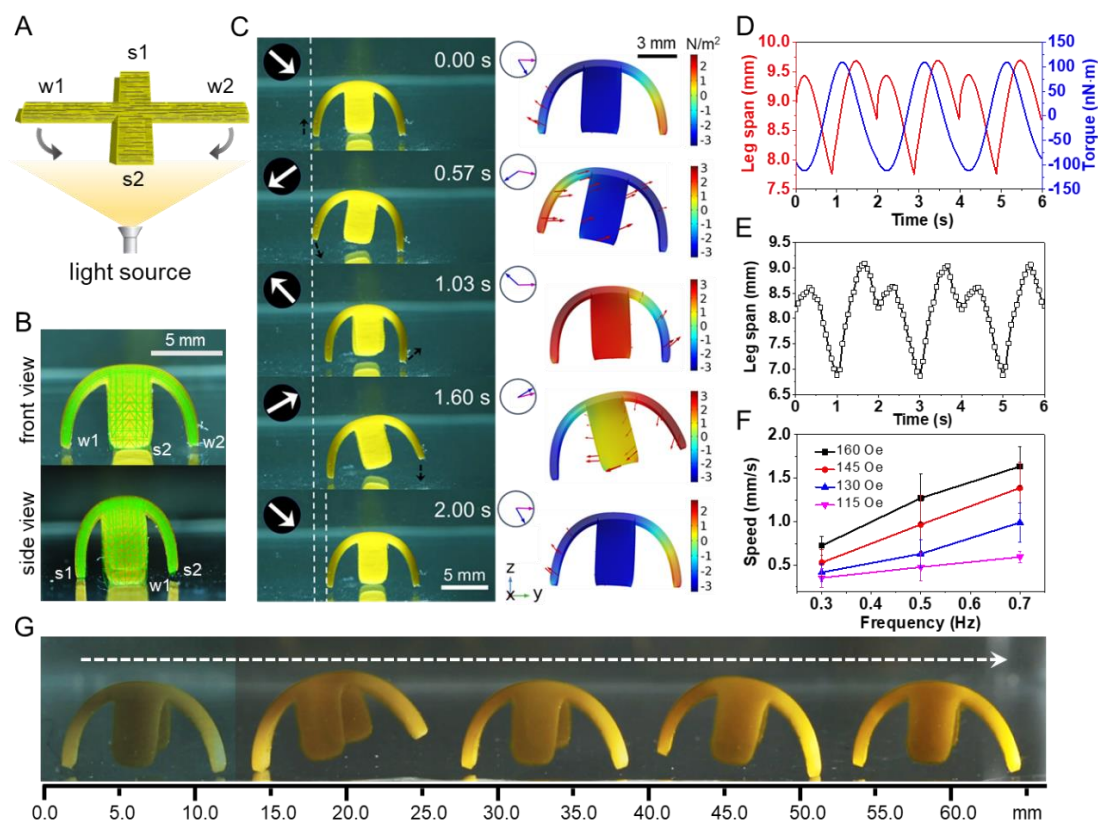 A
s1
w1
w2
s2
light source
B
5 mm
front view
w1
s2
w2
side view
s1
s2
w1
C
0.00 s
0.57 s
1.03 s
1.60 s
2.00 s
5 mm
3 mm
N/m²
3
2
1
0
-1
-2
-3
3
2
1
0
-1
-2
-3
3
2
1
0
-1
-2
-3
3
2
1
0
-1
-2
-3
3
2
1
0
-1
-2
-3
z
x y
D
Leg span (mm)
10.0
9.5
9.0
8.5
8.0
7.5
Torque (nN·m)
150
100
50
0
-50
-100
-150
0 1 2 3 4 5 6
Time (s)
E
Leg span (mm)
9.5
9.0
8.5
8.0
7.5
7.0
6.5
0 1 2 3 4 5 6
Time (s)
F
Speed (mm/s)
2.0
1.5
1.0
0.5
160 Oe
145 Oe
130 Oe
115 Oe
0.3 0.4 0.5 0.6 0.7
Frequency (Hz)
G
0.0 5.0 10.0 15.0 20.0 25.0 30.0 35.0 40.0 45.0 50.0 55.0 60.0 mm